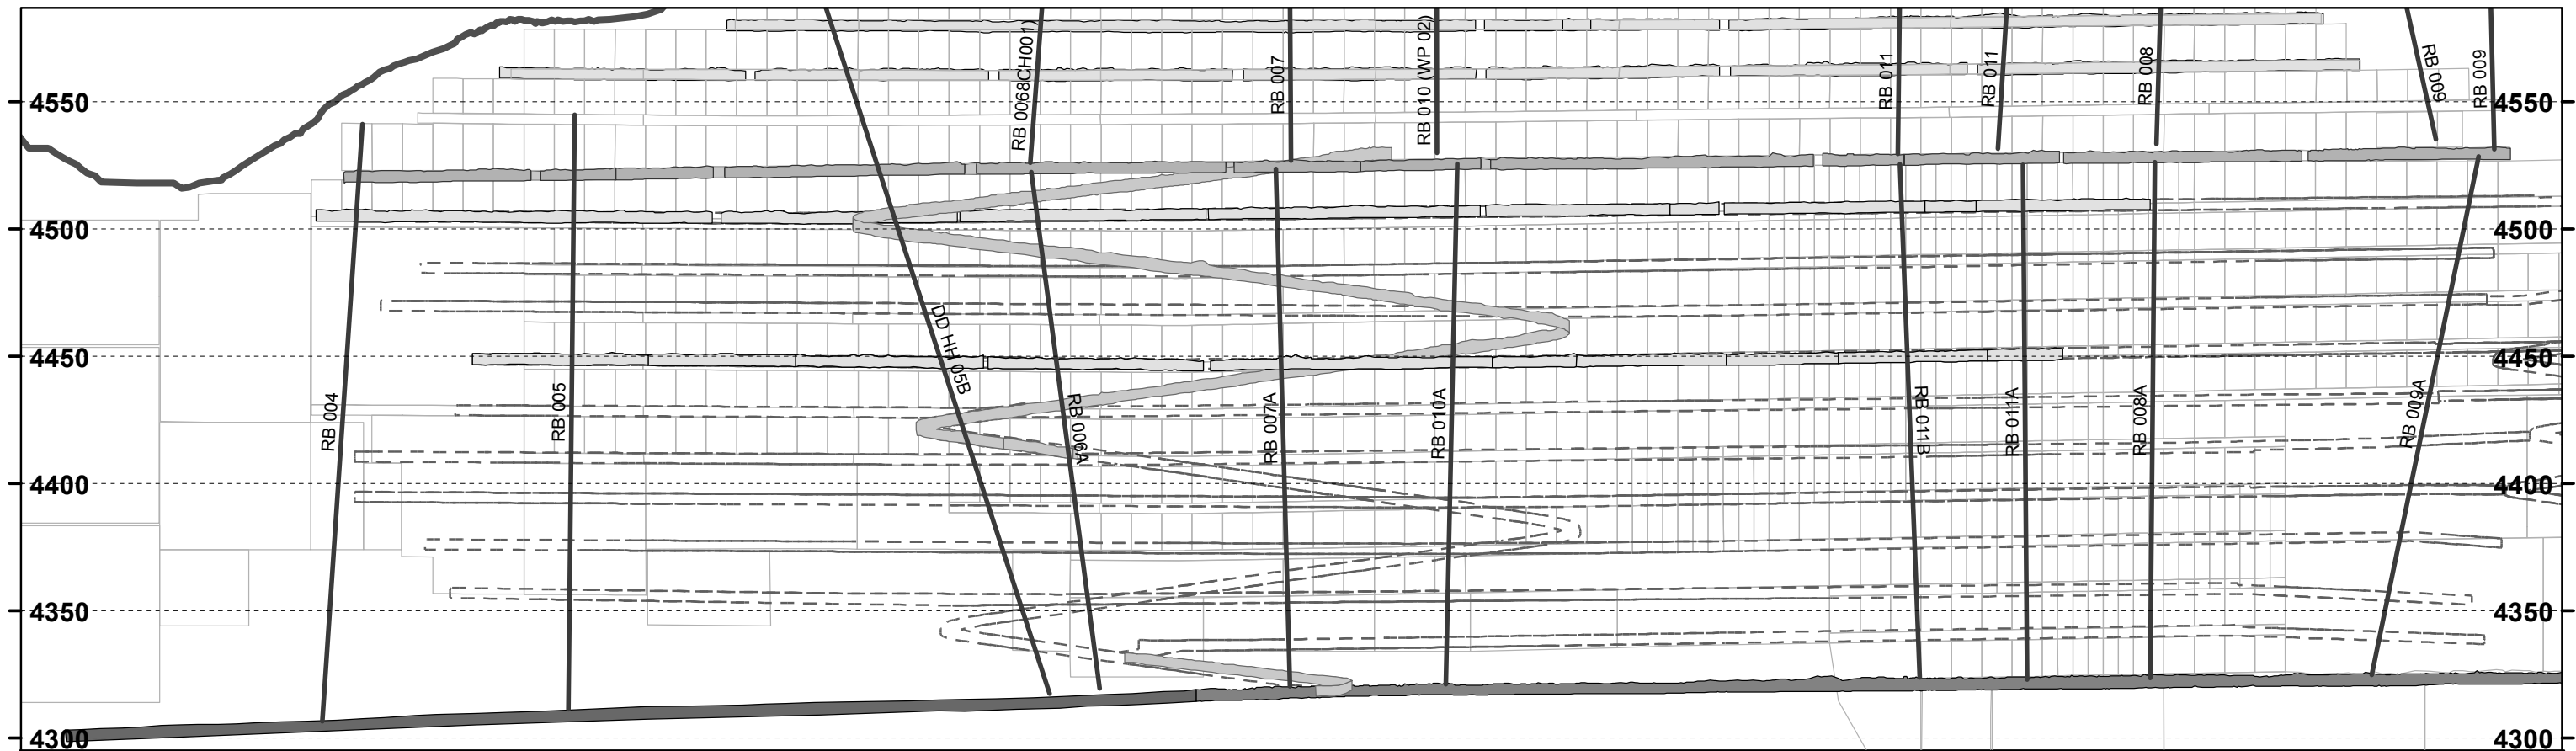 RB 0068CH001)
RB 007
RB 010 (WP 02)
RB 011
RB 011
RB 008
RB 009
RB 009
4550
4550
4500
4500
4450
4450
DD HH 05B
RB 004
RB 005
RB 006A
RB 007A
RB 010A
RB 011B
RB 011A
RB 008A
RB 009A
4400
4400
4350
4350
4300
4300